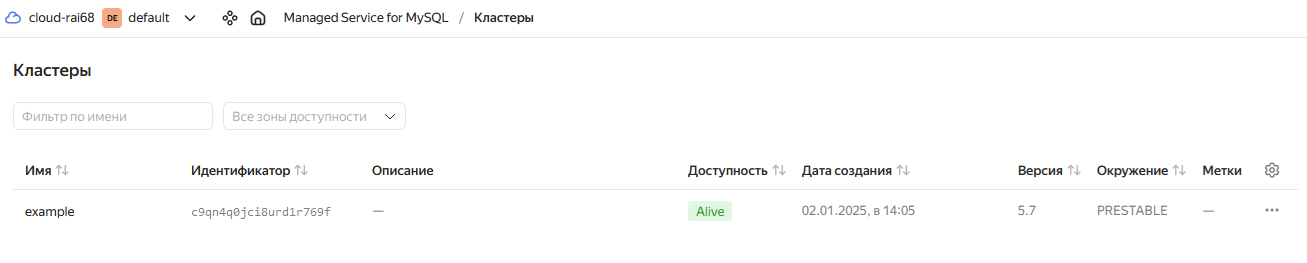 cloud-rai68 DE default Managed Service for MySQL / Кластеры
Кластеры
Фильтр по имени Все зоны доступности
Имя Идентификатор Описание Доступность Дата создания Версия Окружение Метки
example c9qn4q0jci8urd1r769f — Alive 02.01.2025, в 14:05 5.7 PRESTABLE —